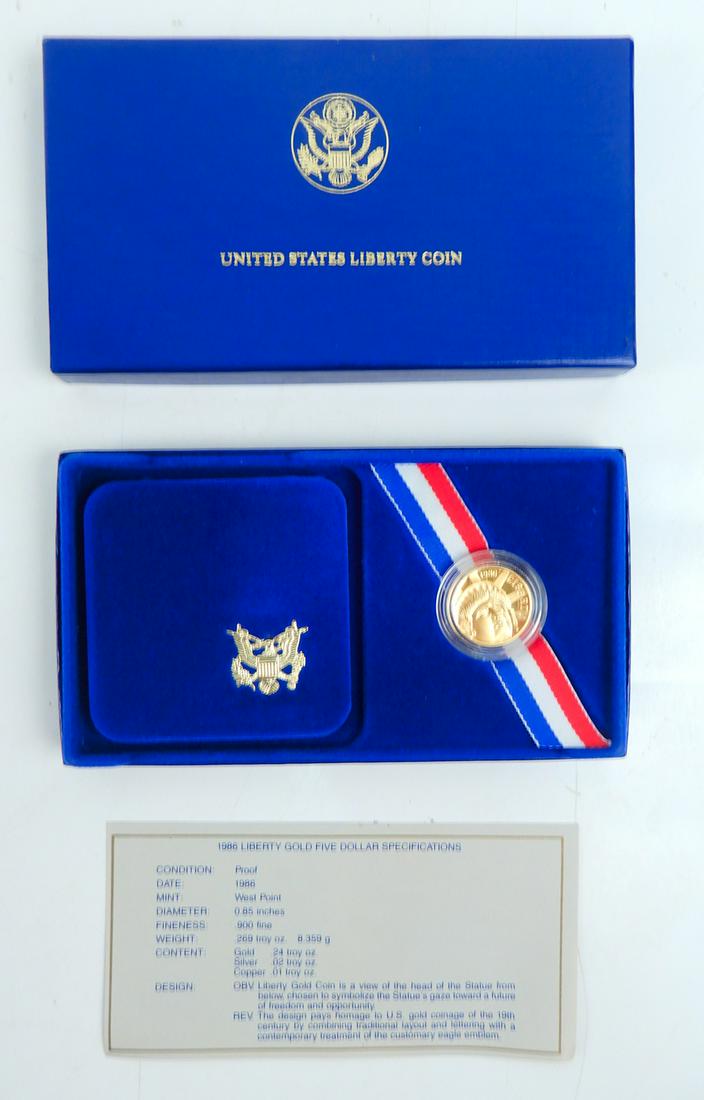 UNITED STATES LIBERTY COIN
1986
LIBERTY
1986 LIBERTY GOLD FIVE DOLLAR SPECIFICATIONS
CONDITION: Proof
DATE: 1986
MINT: West Point
DIAMETER: 0.85 inches
FINENESS: .900 fine
WEIGHT: .269 troy oz. 8.359 g
CONTENT: Gold .24 troy oz.
Silver .02 troy oz.
Copper .01 troy oz.
DESIGN: OBV. Liberty Gold Coin is a view of the head of the Statue from
below, chosen to symbolize the Statue's gaze toward a future
of freedom and opportunity.
REV. The design pays homage to U.S. gold coinage of the 19th
century by combining traditional layout and lettering with a
contemporary treatment of the customary eagle emblem.